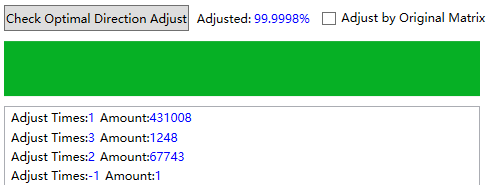 Check Optimal Direction Adjust Adjusted: 99.9998% Adjust by Original Matrix
Adjust Times:1 Amount:431008
Adjust Times:3 Amount:1248
Adjust Times:2 Amount:67743
Adjust Times:-1 Amount:1